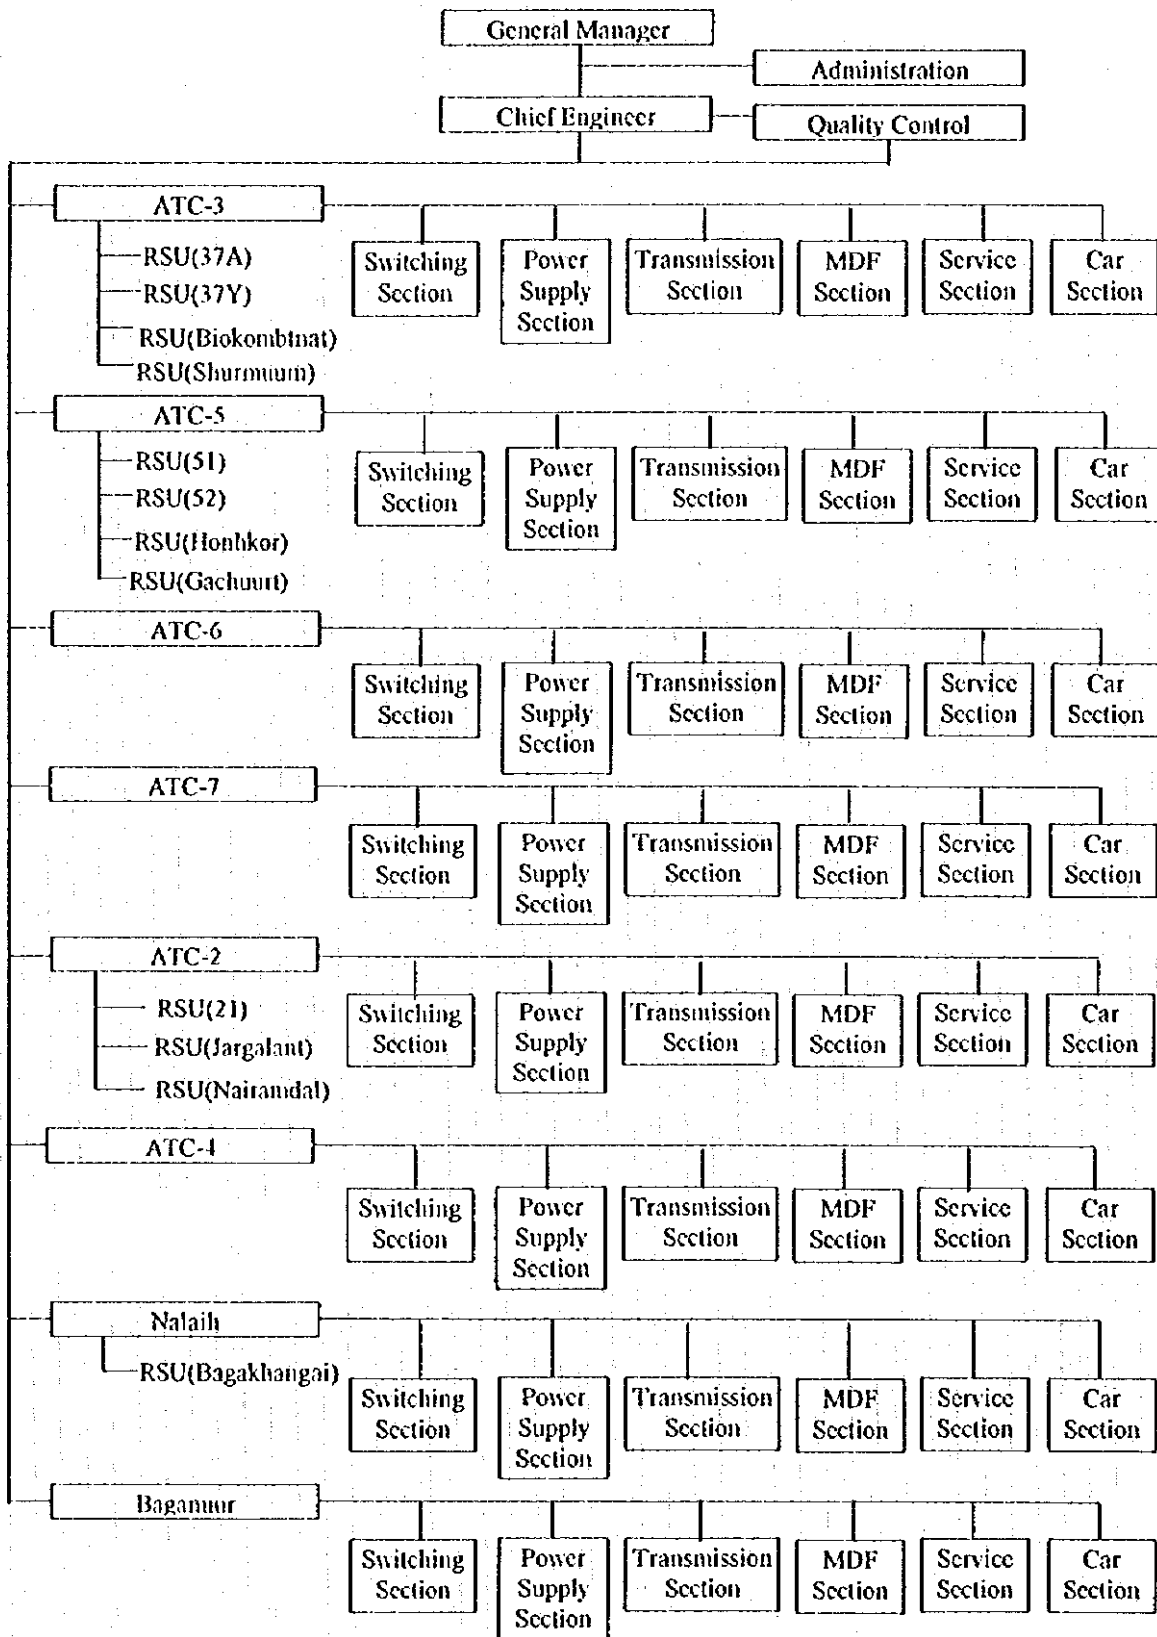 General Manager
Administration
Chief Engineer
Quality Control
ATC-3
RSU(37A)
RSU(37Y)
RSU(Biokombtnat)
RSU(Shurmuum)
Switching
Section
Power
Supply
Section
Transmission
Section
MDF
Section
Service
Section
Car
Section
ATC-5
RSU(51)
RSU(52)
RSU(Honhkor)
RSU(Gachuurt)
Switching
Section
Power
Supply
Section
Transmission
Section
MDF
Section
Service
Section
Car
Section
ATC-6
Switching
Section
Power
Supply
Section
Transmission
Section
MDF
Section
Service
Section
Car
Section
ATC-7
Switching
Section
Power
Supply
Section
Transmission
Section
MDF
Section
Service
Section
Car
Section
ATC-2
RSU(21)
RSU(Jargalant)
RSU(Nairamdal)
Switching
Section
Power
Supply
Section
Transmission
Section
MDF
Section
Service
Section
Car
Section
ATC-4
Switching
Section
Power
Supply
Section
Transmission
Section
MDF
Section
Service
Section
Car
Section
Nalaih
RSU(Bagakhangai)
Switching
Section
Power
Supply
Section
Transmission
Section
MDF
Section
Service
Section
Car
Section
Baganuur
Switching
Section
Power
Supply
Section
Transmission
Section
MDF
Section
Service
Section
Car
Section